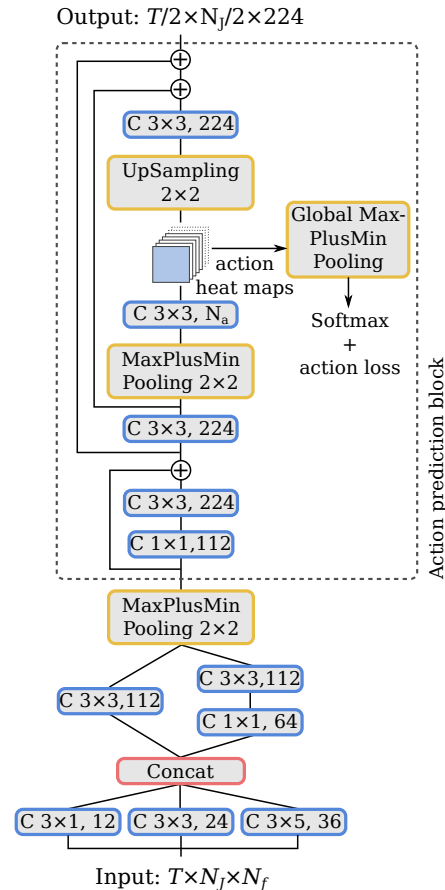 Output: T/2×N_J/2×224
C 3×3, 224
UpSampling
2×2
Global Max-
PlusMin
Pooling
action
heat maps
C 3×3, N_a
Softmax
+
action loss
MaxPlusMin
Pooling 2×2
C 3×3, 224
C 3×3, 224
C 1×1,112
Action prediction block
MaxPlusMin
Pooling 2×2
C 3×3,112
C 3×3,112
C 1×1, 64
Concat
C 3×1, 12
C 3×3, 24
C 3×5, 36
Input: T×N_J×N_f